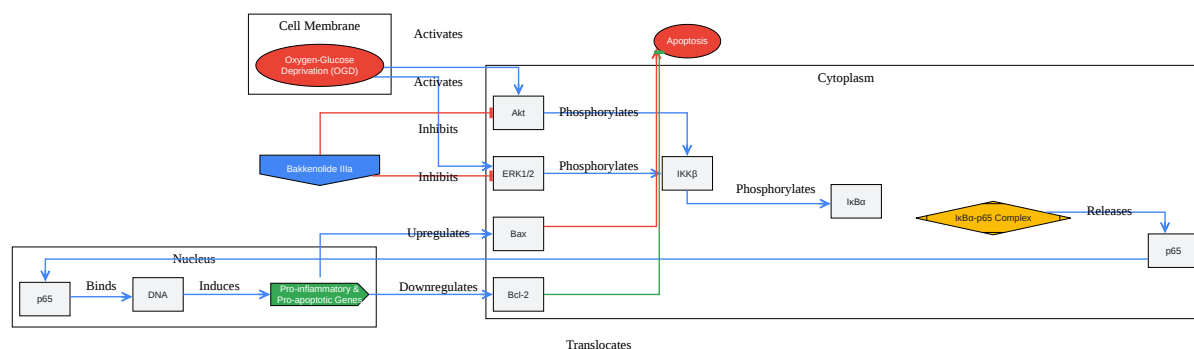 Cell Membrane
Oxygen-Glucose
Deprivation (OGD)
Activates
Apoptosis
Cytoplasm
Activates
Akt
Phosphorylates
Inhibits
Bakkenolide IIIa
Inhibits
ERK1/2
Phosphorylates
IKKβ
Phosphorylates
IκBα
IκBα-p65 Complex
Releases
p65
Upregulates
Bax
Nucleus
p65
Binds
DNA
Induces
Pro-inflammatory &
Pro-apoptotic Genes
Downregulates
Bcl-2
Translocates